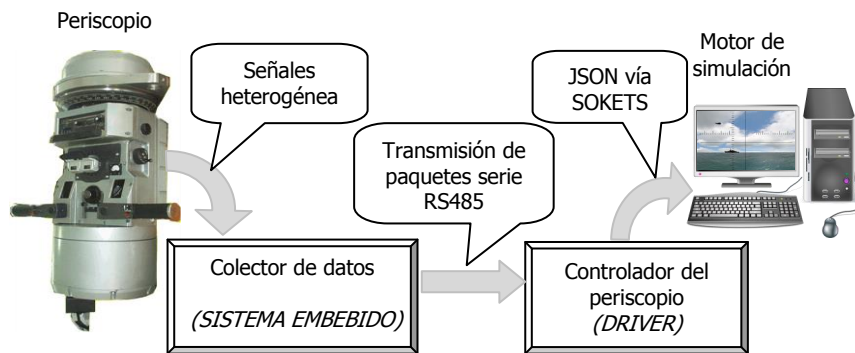 Periscopio
Señales
heterogénea
Transmisión de
paquetes serie
RS485
JSON vía
SOKETS
Motor de
simulación
Colector de datos
(SISTEMA EMBEBIDO)
Controlador del
periscopio
(DRIVER)